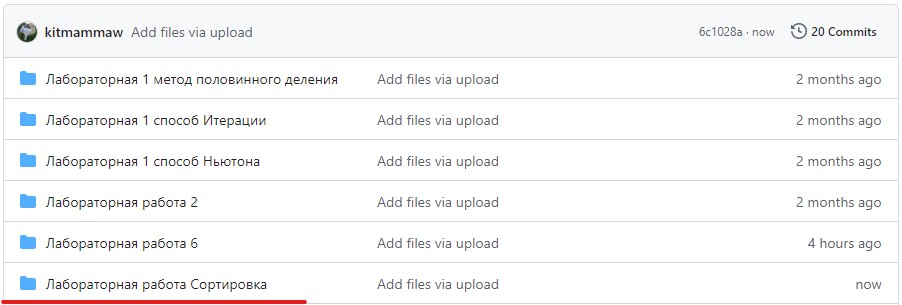 kitmammaw Add files via upload 6c1028a · now 20 Commits
Лабораторная 1 метод половинного деления Add files via upload 2 months ago
Лабораторная 1 способ Итерации Add files via upload 2 months ago
Лабораторная 1 способ Ньютона Add files via upload 2 months ago
Лабораторная работа 2 Add files via upload 2 months ago
Лабораторная работа 6 Add files via upload 4 hours ago
Лабораторная работа Сортировка Add files via upload now